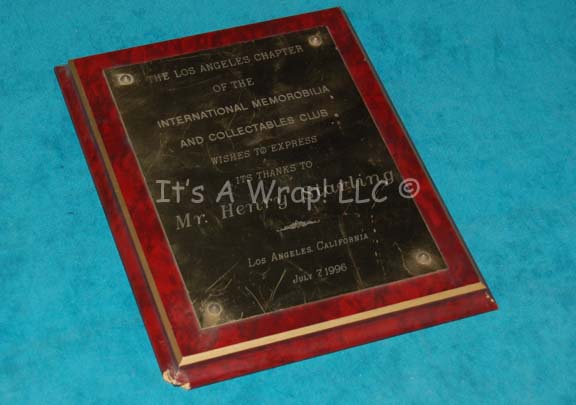 THE LOS ANGELES CHAPTER
OF THE
INTERNATIONAL MEMOROBILIA
AND COLLECTABLES CLUB
WISHES TO EXPRESS
ITS THANKS TO
It's A Wrap! LLC ©
Mr. Henry Starling
LOS ANGELES, CALIFORNIA
JULY 7 1996